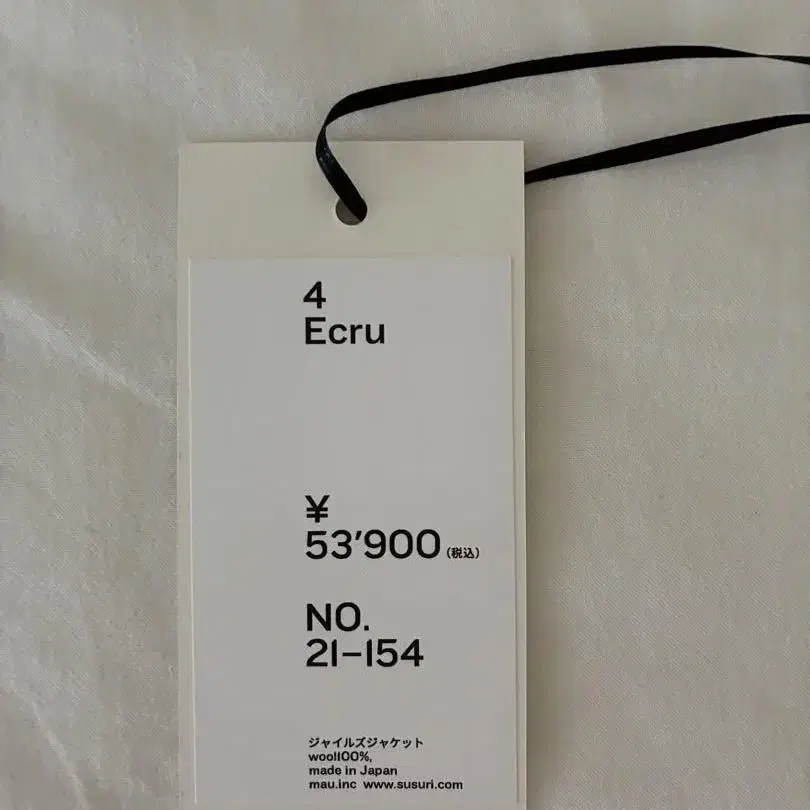 4
Ecru
¥
53'900(税込)
NO.
21-154
ジャイルズジャケット
wool100%,
made in Japan
mau.inc www.susuri.com